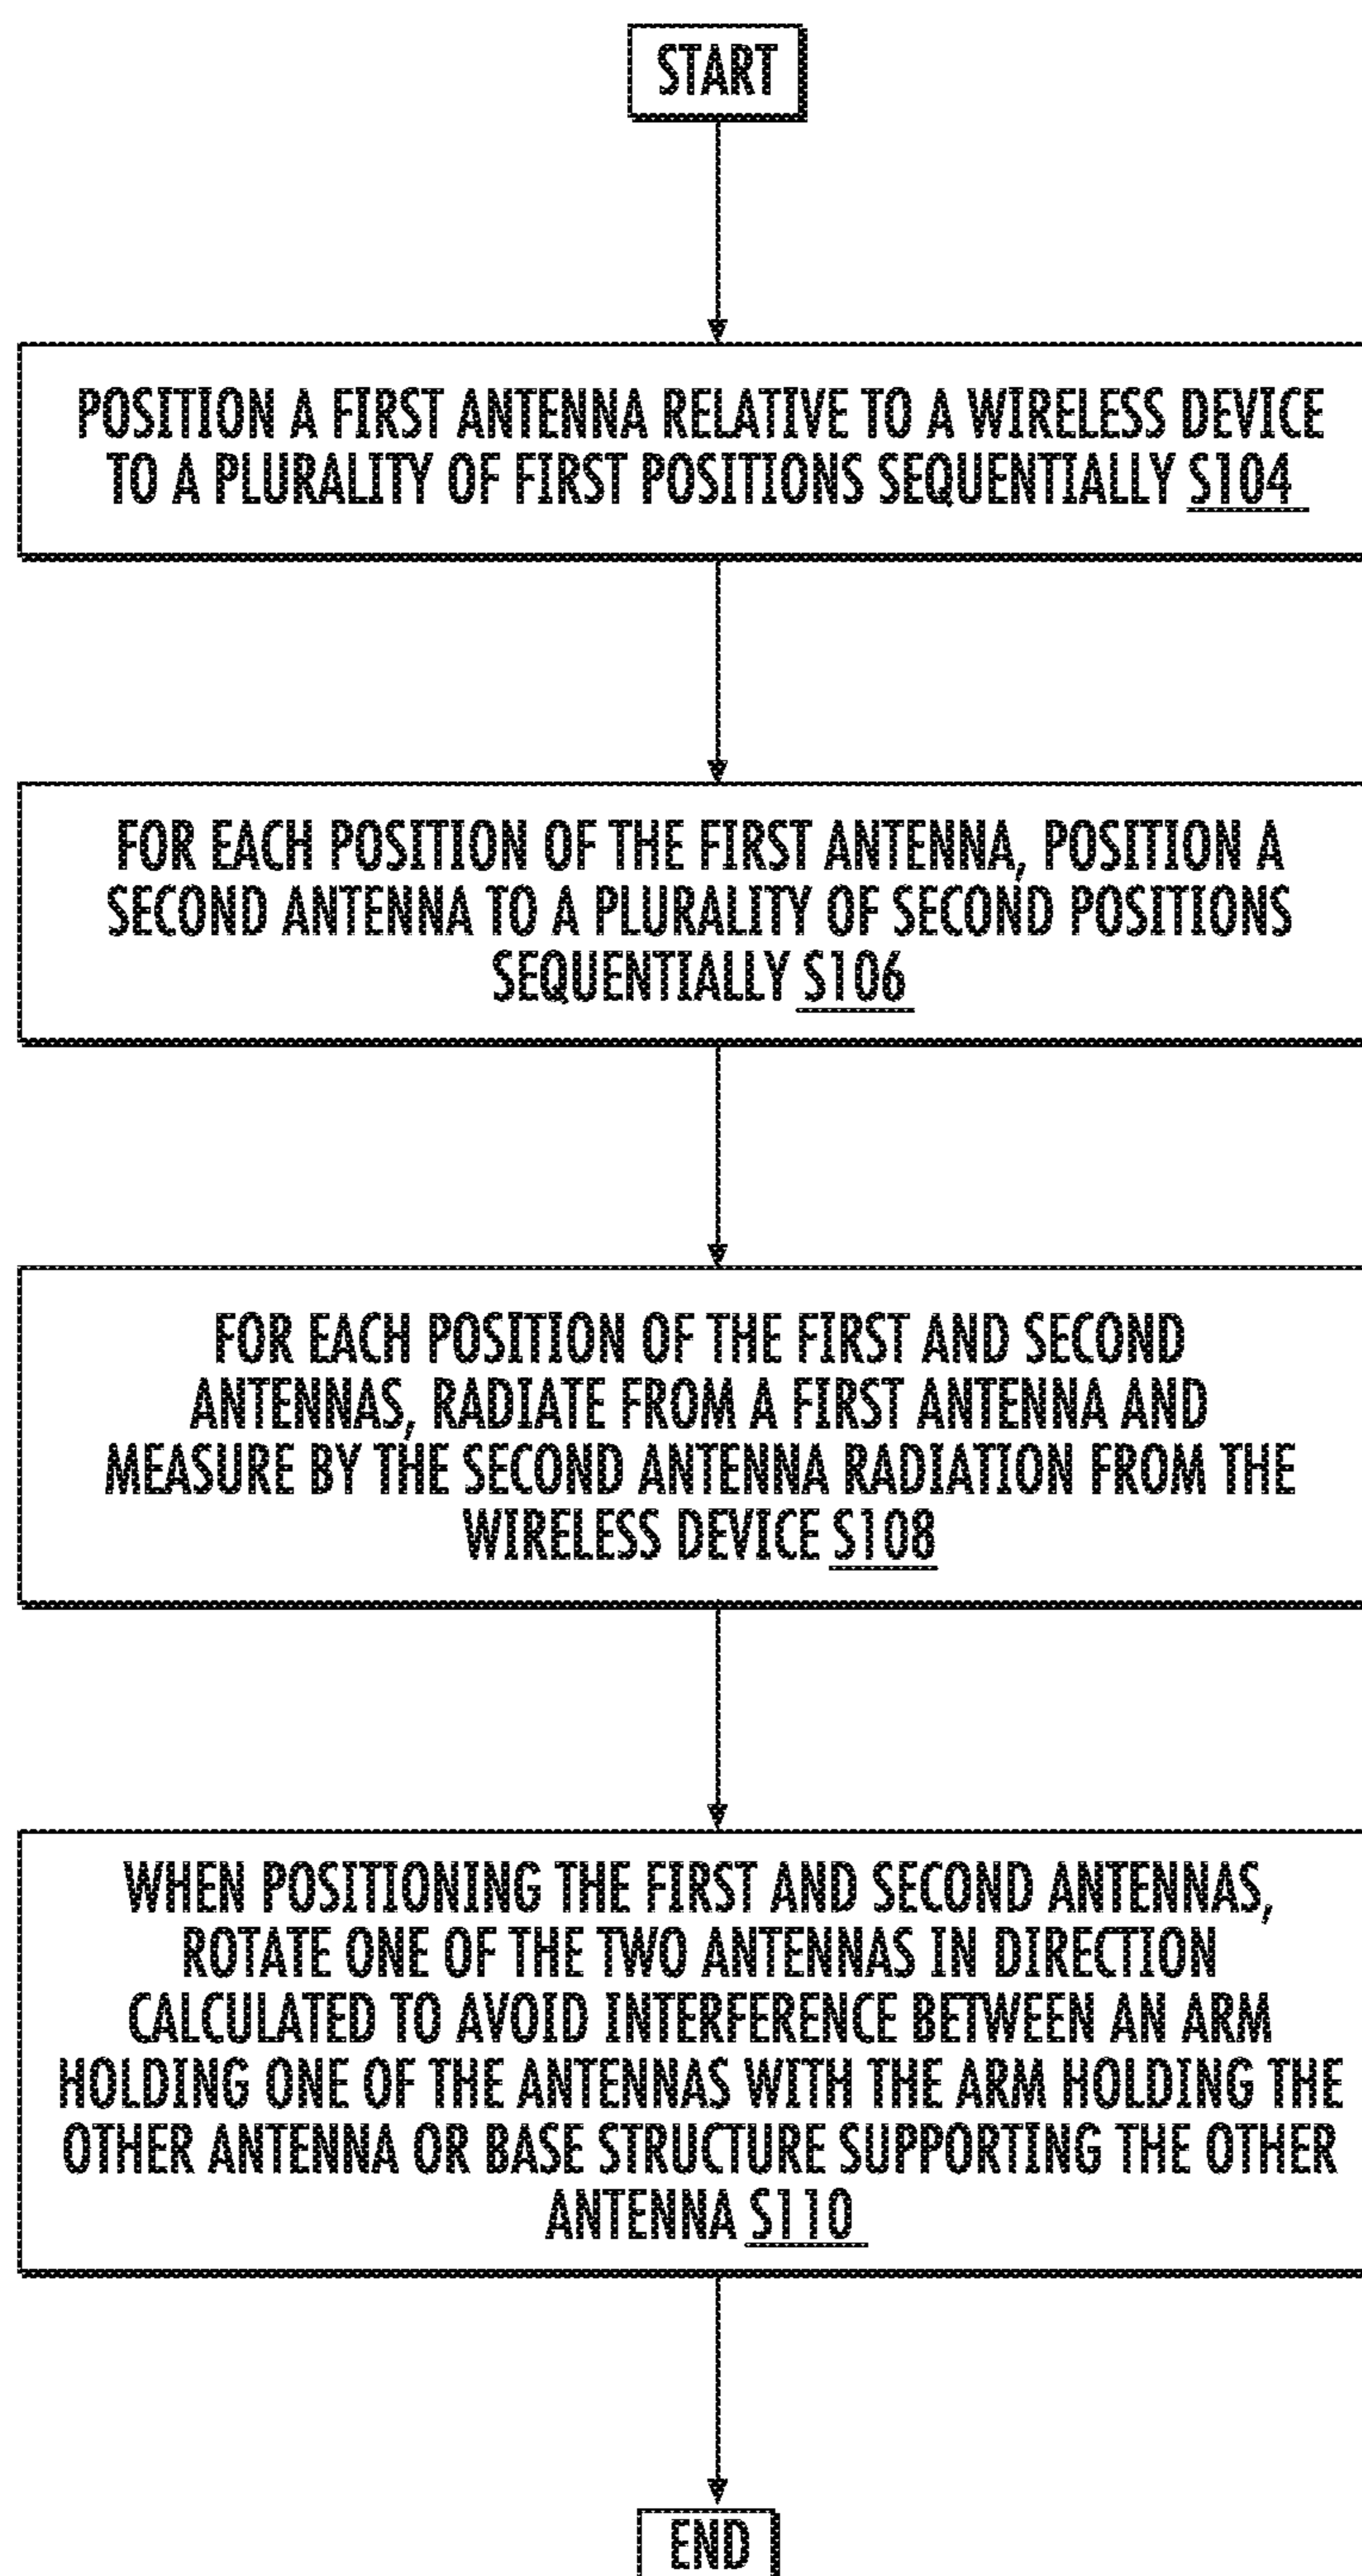 START
POSITION A FIRST ANTENNA RELATIVE TO A WIRELESS DEVICE
TO A PLURALITY OF FIRST POSITIONS SEQUENTIALLY S104
FOR EACH POSITION OF THE FIRST ANTENNA, POSITION A
SECOND ANTENNA TO A PLURALITY OF SECOND POSITIONS
SEQUENTIALLY S106
FOR EACH POSITION OF THE FIRST AND SECOND
ANTENNAS, RADIATE FROM A FIRST ANTENNA AND
MEASURE BY THE SECOND ANTENNA RADIATION FROM THE
WIRELESS DEVICE S108
WHEN POSITIONING THE FIRST AND SECOND ANTENNAS,
ROTATE ONE OF THE TWO ANTENNAS IN DIRECTION
CALCULATED TO AVOID INTERFERENCE BETWEEN AN ARM
HOLDING ONE OF THE ANTENNAS WITH THE ARM HOLDING THE
OTHER ANTENNA OR BASE STRUCTURE SUPPORTING THE OTHER
ANTENNA S110
END